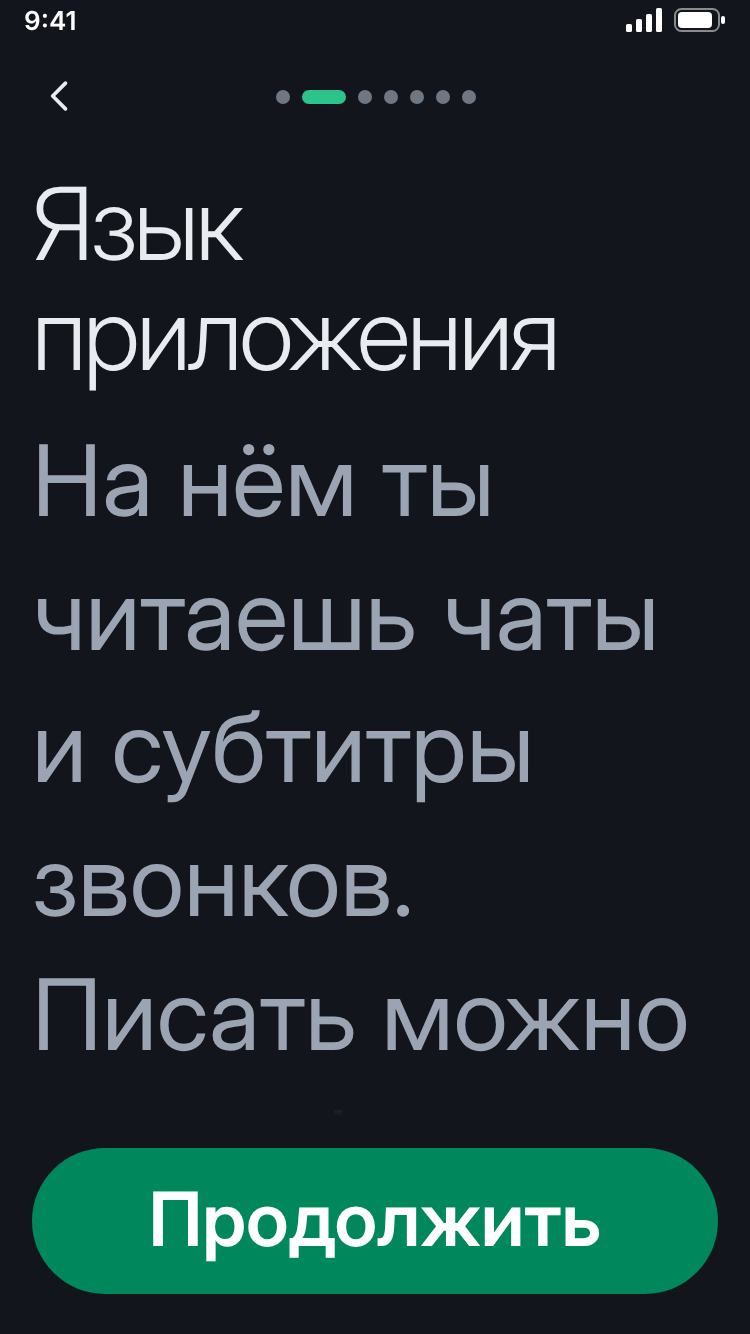 9:41
Язык
приложения
На нём ты
читаешь чаты
и субтитры
звонков.
Писать можно
Продолжить